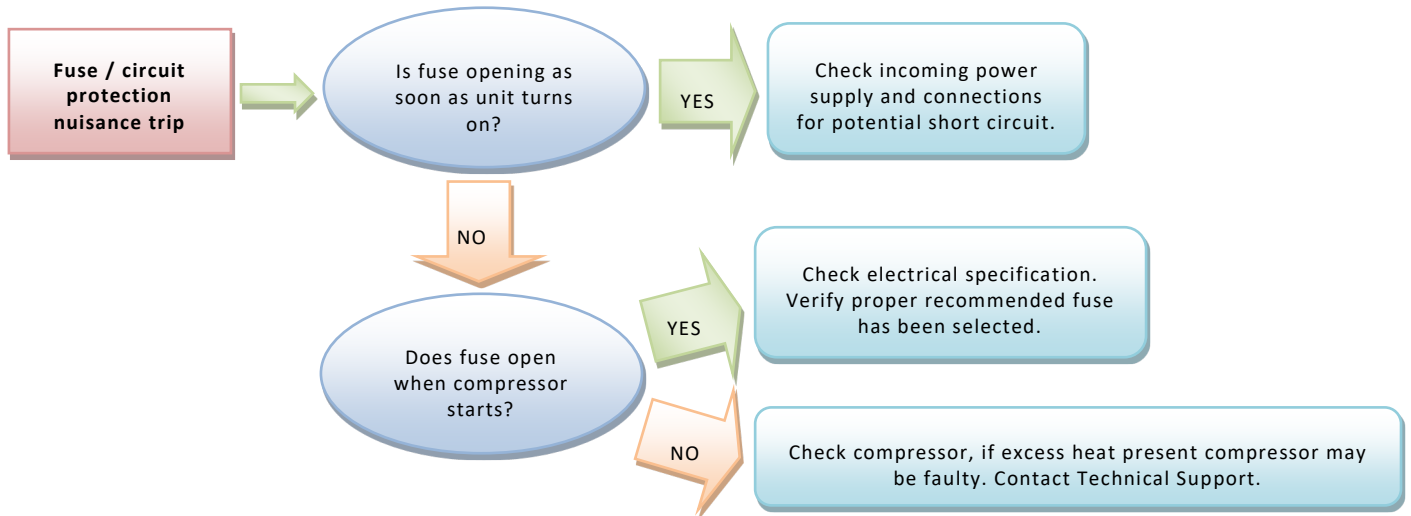 Fuse / circuit
protection
nuisance trip
Is fuse opening as
soon as unit turns
on?
YES
Check incoming power
supply and connections
for potential short circuit.
NO
Does fuse open
when compressor
starts?
YES
Check electrical specification.
Verify proper recommended fuse
has been selected.
NO
Check compressor, if excess heat present compressor may
be faulty. Contact Technical Support.